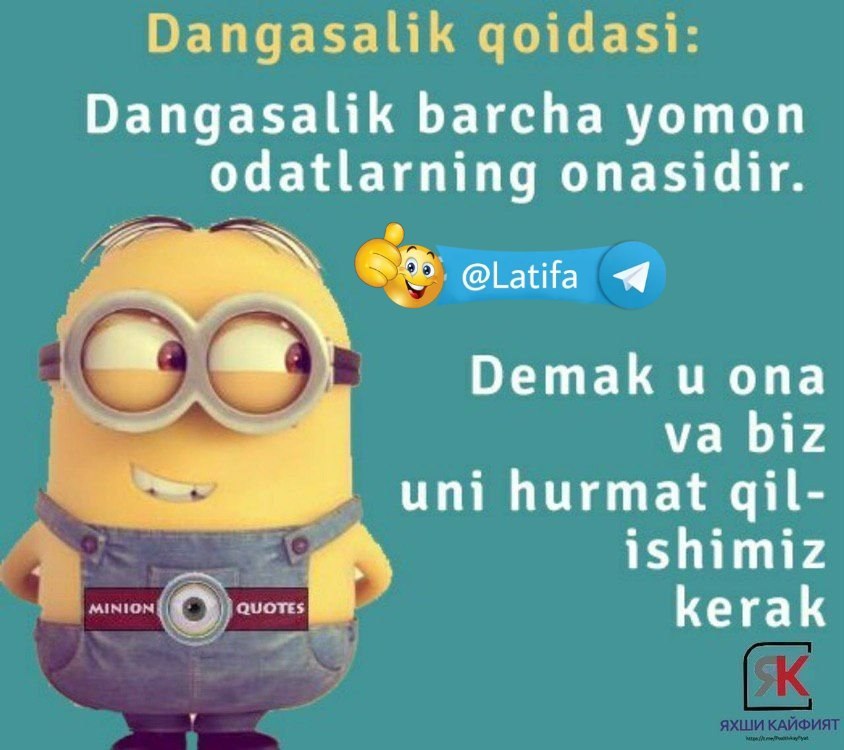 Dangasalik qoidasi:
Dangasalik barcha yomon
odatlarning onasidir.
@Latifa
Demak u ona
va biz
uni hurmat qil-
ishimiz
kerak
MINION QUOTES
ЯК
ЯХШИ КАЙФИЯТ